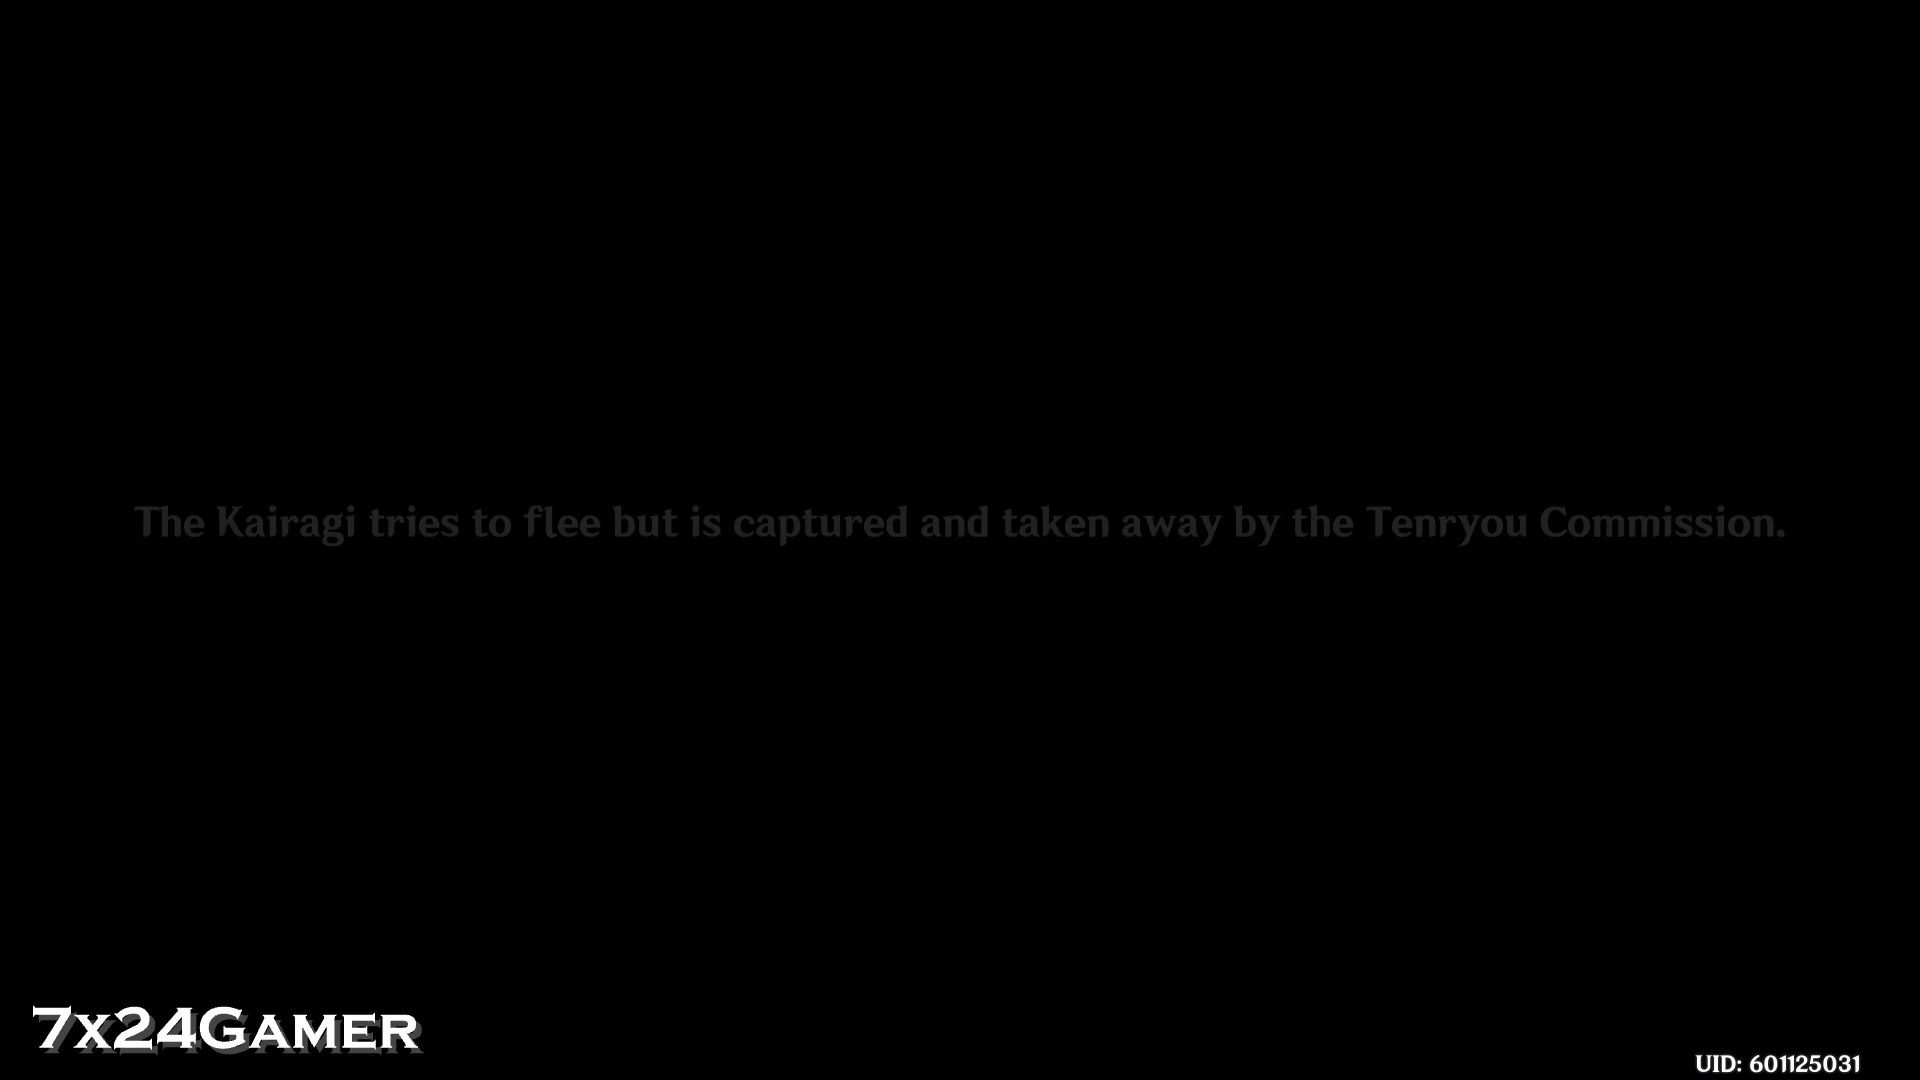 The Kairagi tries to flee but is captured and taken away by the Tenryou Commission.
7x24Gamer
UID: 601125031